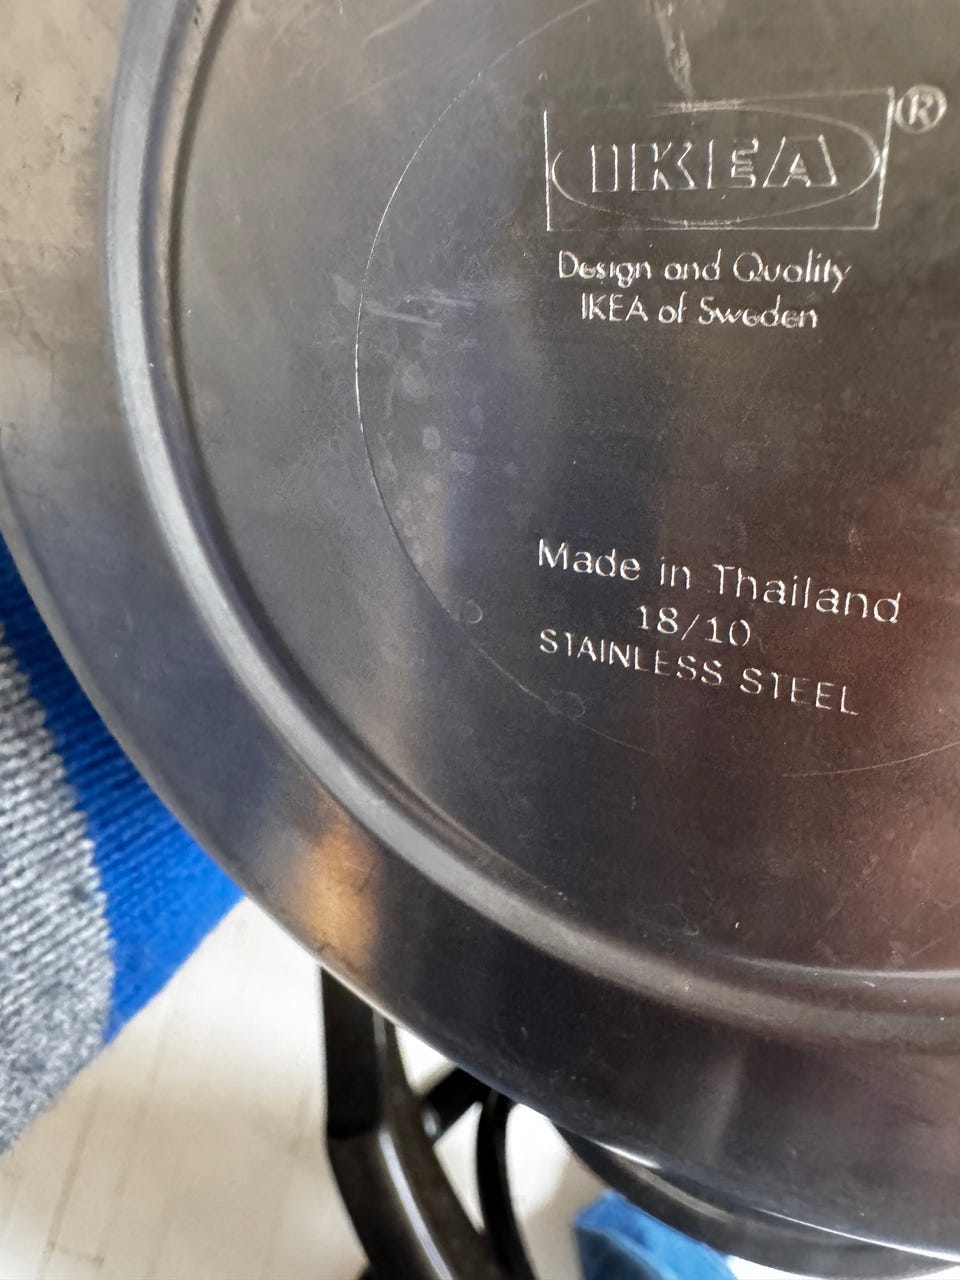 IKEA®
Design and Quality
IKEA of Sweden
Made in Thailand
18/10
STAINLESS STEEL